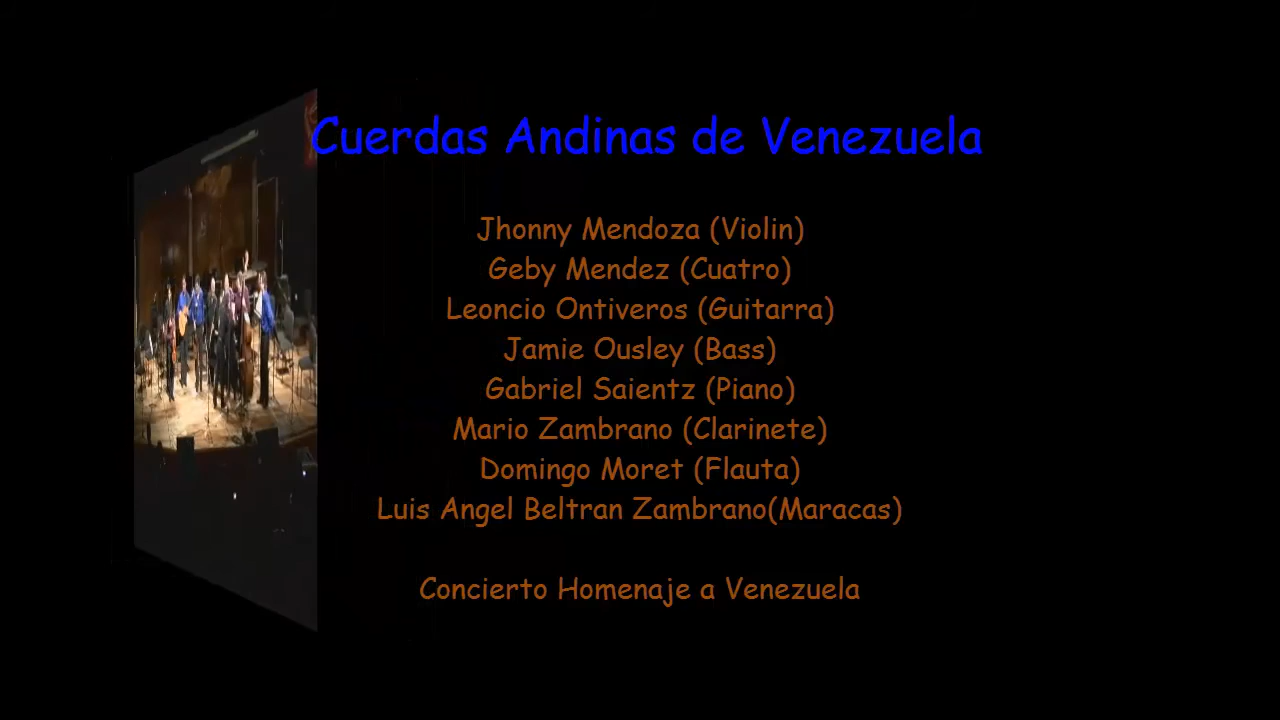 Cuerdas Andinas de Venezuela
Jhonny Mendoza (Violin)
Geby Mendez (Cuatro)
Leoncio Ontiveros (Guitarra)
Jamie Ousley (Bass)
Gabriel Saientz (Piano)
Mario Zambrano (Clarinete)
Domingo Moret (Flauta)
Luis Angel Beltran Zambrano(Maracas)
Concierto Homenaje a Venezuela